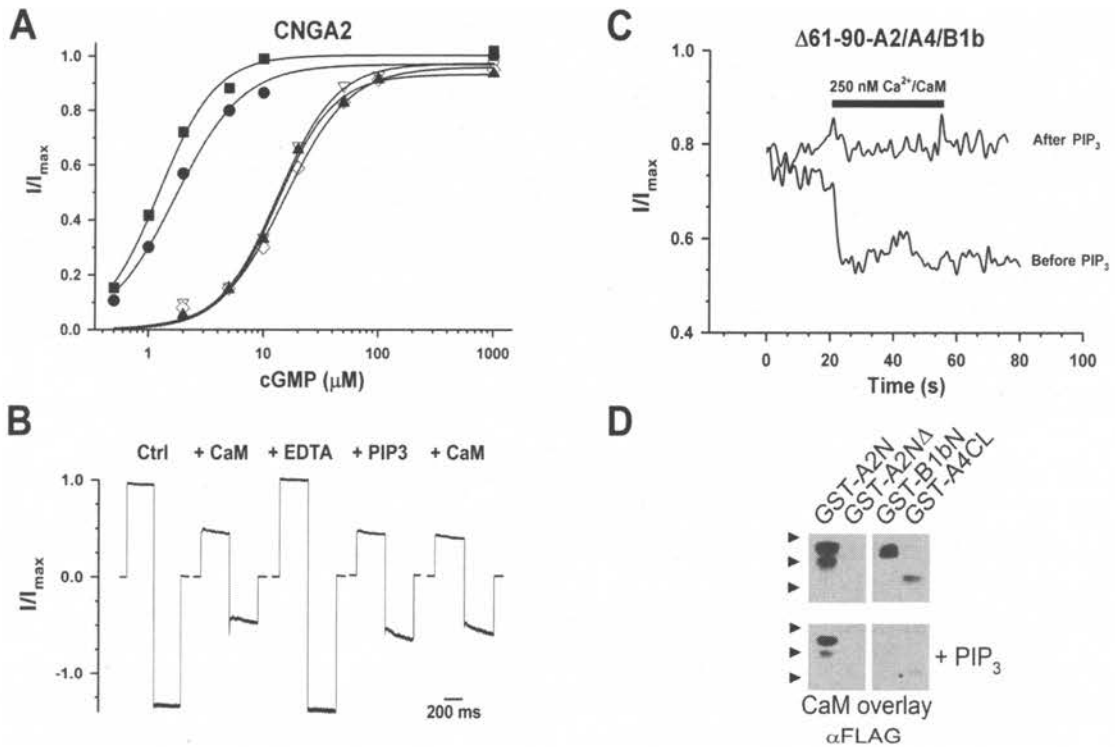 A
CNGA2
1.0
0.8
0.6
0.4
0.2
0.0
I/Imax
1
10
100
1000
cGMP (μM)
B
Ctrl
+ CaM
+ EDTA
+ PIP3
+ CaM
1.0
0.0
-1.0
I/Imax
200 ms
C
Δ61-90-A2/A4/B1b
250 nM Ca²⁺/CaM
1.0
0.8
0.6
0.4
I/Imax
After PIP₃
Before PIP₃
0
20
40
60
80
100
Time (s)
D
GST-A2N
GST-A2NΔ
GST-B1bN
GST-A4CL
+ PIP₃
CaM overlay
αFLAG